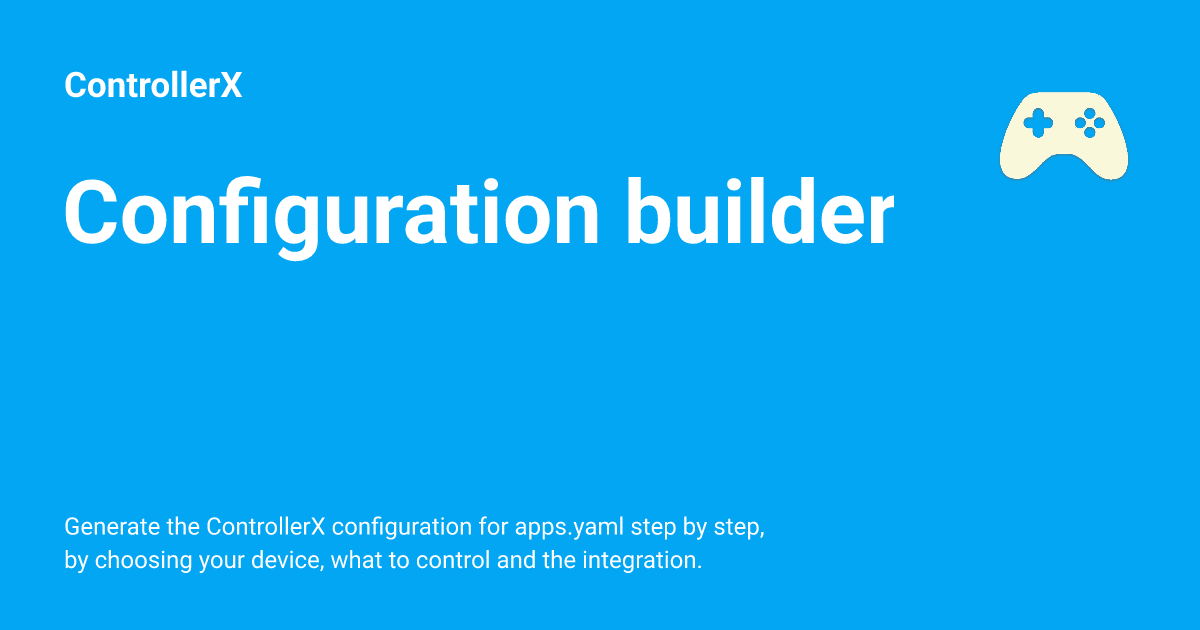 ControllerX
Configuration builder
Generate the ControllerX configuration for apps.yaml step by step,
by choosing your device, what to control and the integration.